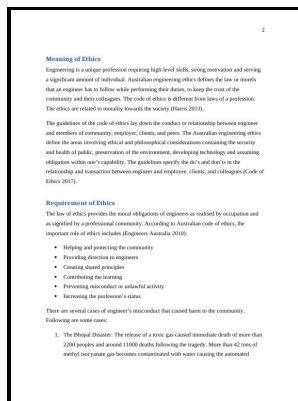 2
Meaning of Ethics
Engineering is a unique profession requiring high-level skills, strong motivation and serving
a significant amount of individual. Australian engineering ethics defines the law or morels
that an engineer has to follow while performing their duties, to keep the trust of the
community and their colleagues. The code of ethics is different from laws of a profession.
The ethics are related to morality towards the society (Harris 2013).
The guidelines of the code of ethics lay down the conduct or relationship between engineer
and members of community, employer, clients, and peers. The Australian engineering ethics
define the areas involving ethical and philosophical considerations containing the security
and health of public, preservation of the environment, developing technology and assuming
obligation within one's capability. The guidelines specify the do's and don'ts in the
relationship and transaction between engineer and employee, clients, and colleagues (Code of
Ethics 2017).
Requirement of Ethics
The law of ethics provides the moral obligations of engineers as realised by occupation and
as signified by a professional community. According to Australian code of ethics, the
important role of ethics includes (Engineers Australia 2010):
• Helping and protecting the community
• Providing direction to engineers
• Creating shared principles
• Contributing the learning
• Preventing misconduct or unlawful activity
• Increasing the profession's status
There are several cases of engineer's misconduct that caused harm to the community.
Following are some cases:
1. The Bhopal Disaster: The release of a toxic gas caused immediate death of more than
2200 peoples and around 11000 deaths following the tragedy. More than 42 tons of
methyl isocyanate gas becomes contaminated with water causing the automated